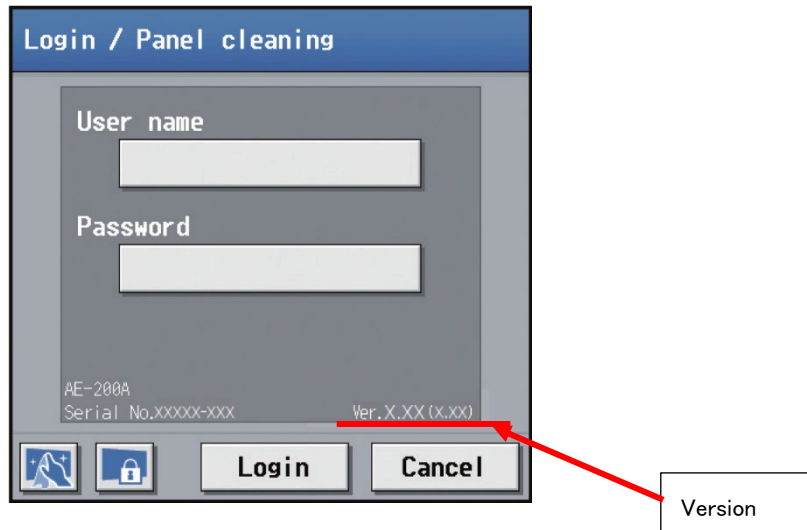 Login / Panel cleaning
User name
Password
AE-200A
Serial No.XXXXX-XXX Ver.X.XX(X.XX)
Login Cancel
Version